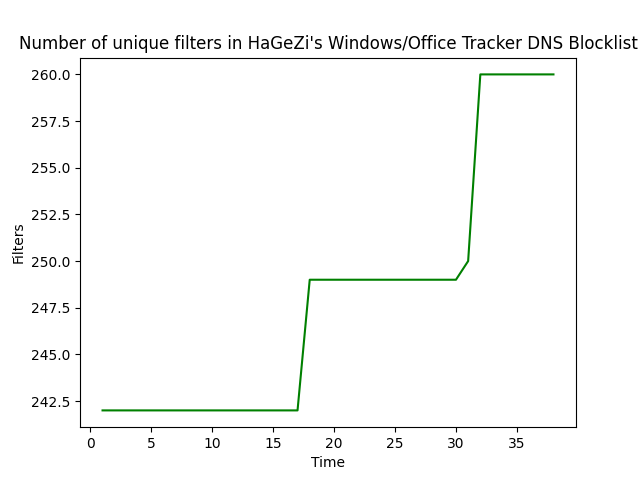 Number of unique filters in HaGeZi's Windows/Office Tracker DNS Blocklist
260.0
257.5
255.0
252.5
250.0
247.5
245.0
242.5
Filters
0 5 10 15 20 25 30 35
Time